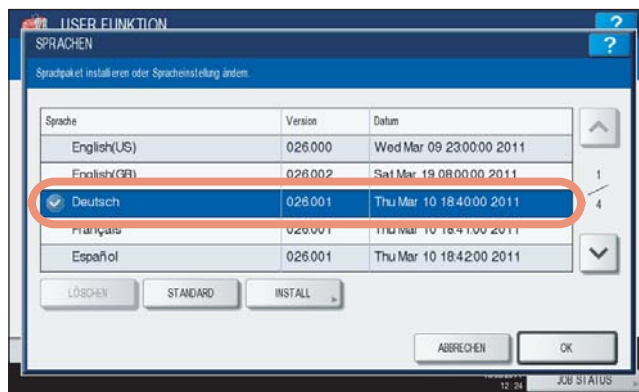 USER FUNKTION ?
SPRACHEN ?
Sprachpaket installieren oder Spracheinstellung ändern.
Sprache Version Datum
English(US) 026.000 Wed Mar 09 23:00:00 2011
English(GB) 026.002 Sat Mar 19 08:00:00 2011
Deutsch 026.001 Thu Mar 10 18:40:00 2011
Français 026.001 Thu Mar 10 18:41:00 2011
Español 026.001 Thu Mar 10 18:42:00 2011
1
4
LÖSCHEN STANDARD INSTALL
ABBRECHEN OK
12:24 JOB STATUS